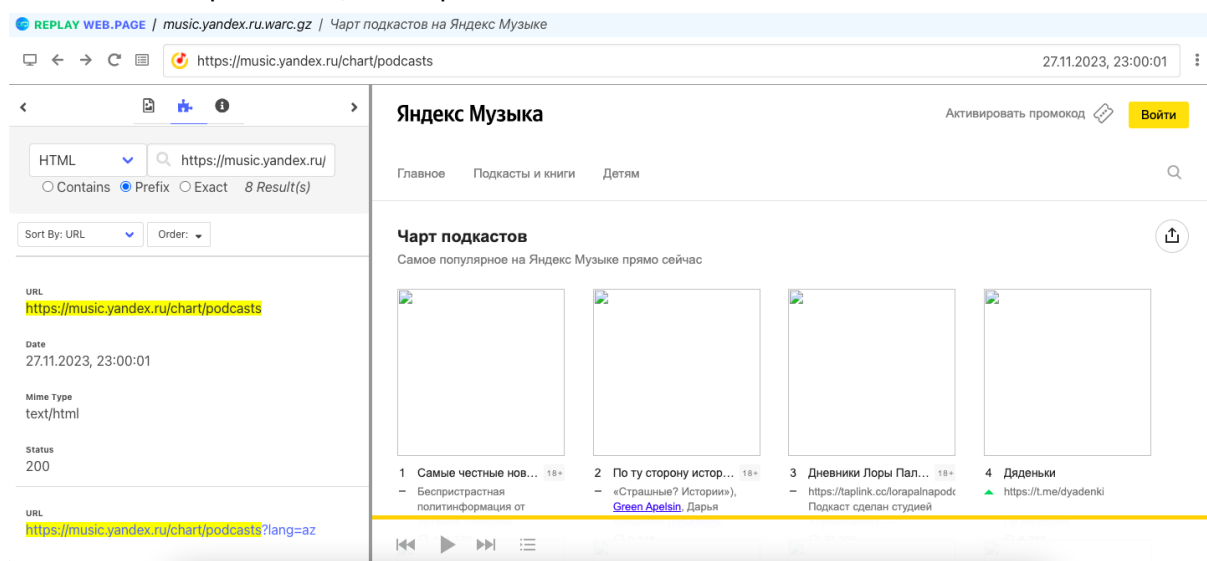 REPLAY WEB.PAGE / music.yandex.ru.warc.gz / Чарт подкастов на Яндекс Музыке
https://music.yandex.ru/chart/podcasts
27.11.2023, 23:00:01
HTML
https://music.yandex.ru/
Contains Prefix Exact 8 Result(s)
Sort By: URL
Order:
URL
https://music.yandex.ru/chart/podcasts
Date
27.11.2023, 23:00:01
Mime Type
text/html
Status
200
URL
https://music.yandex.ru/chart/podcasts?lang=az
Яндекс Музыка
Активировать промокод
Войти
Главное Подкасты и книги Детям
Чарт подкастов
Самое популярное на Яндекс Музыке прямо сейчас
1 Самые честные нов... 18+
– Беспристрастная
политинформация от
2 По ту сторону истор... 18+
– «Страшные? Истории»),
Green Apelsin, Дарья
3 Дневники Лоры Пал... 18+
– https://taplink.cc/lorapalnapodc
Подкаст сделан студией
4 Дяденьки
https://t.me/dyadenki